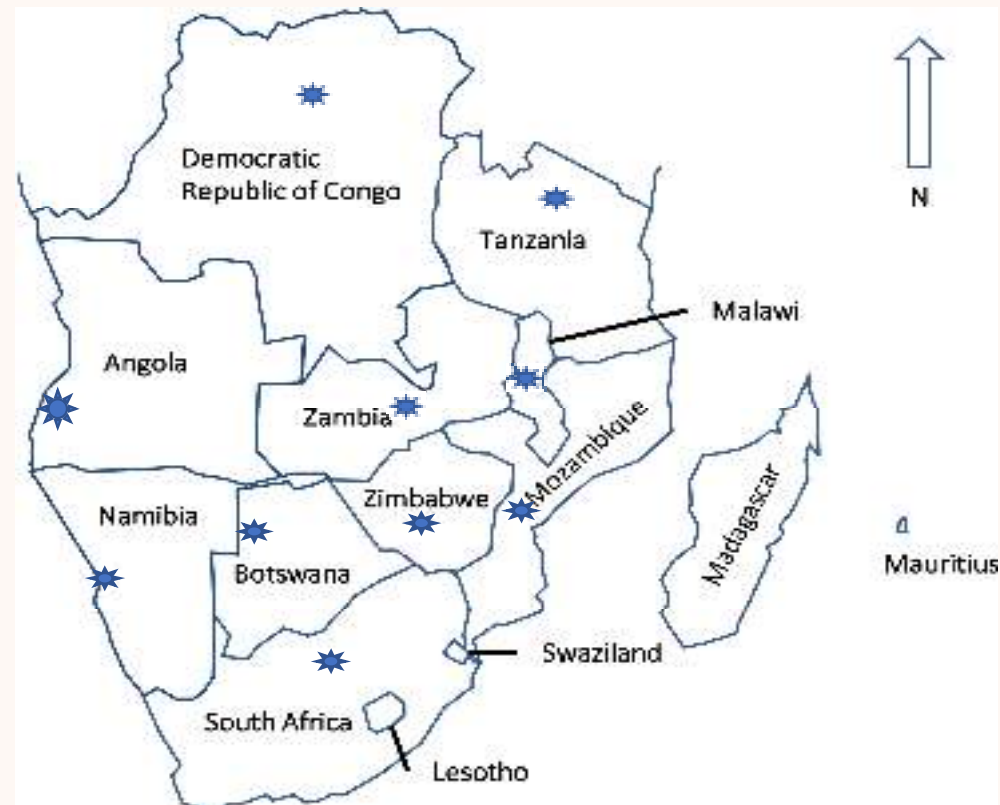 Democratic
Republic of Congo
N
Tanzania
Malawi
Angola
Zambia
Mozambique
Zimbabwe
Namibia
Madagascar
Mauritius
Botswana
Swaziland
South Africa
Lesotho